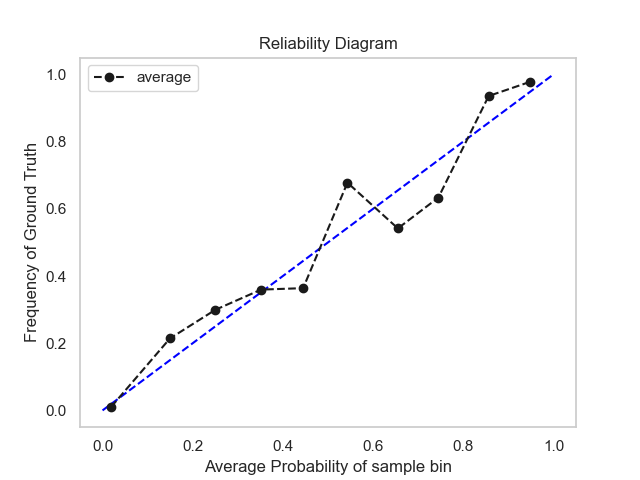 Reliability Diagram
average
Frequency of Ground Truth
1.0
0.8
0.6
0.4
0.2
0.0
0.0 0.2 0.4 0.6 0.8 1.0
Average Probability of sample bin